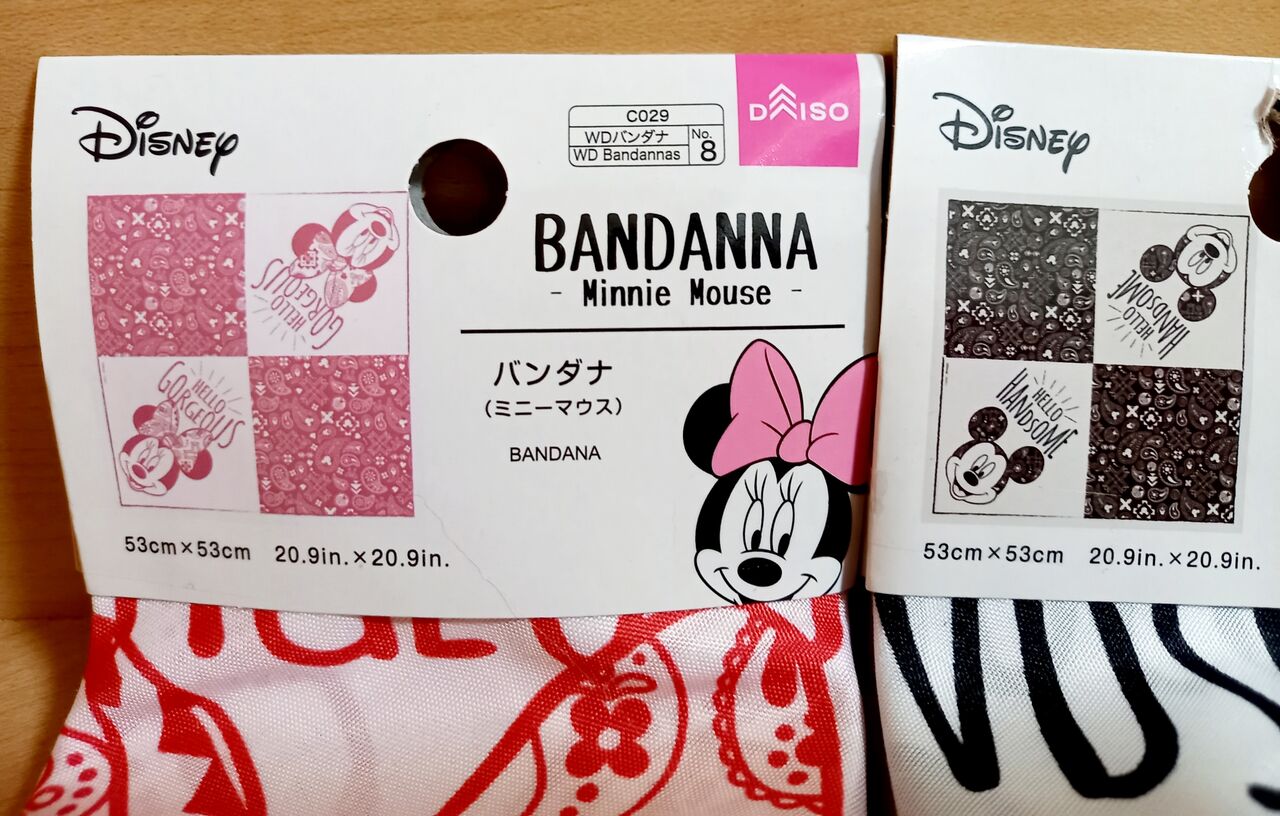 Disney
C029
WDバンダナ
WD Bandannas
No.
8
DAISO
BANDANNA
- Minnie Mouse -
バンダナ
（ミニーマウス）
BANDANA
HELLO
GORGEOUS
HELLO
GORGEOUS
53cm×53cm 20.9in.×20.9in.
Disney
HELLO
HANDSOME
HELLO
HANDSOME
53cm×53cm 20.9in.×20.9in.